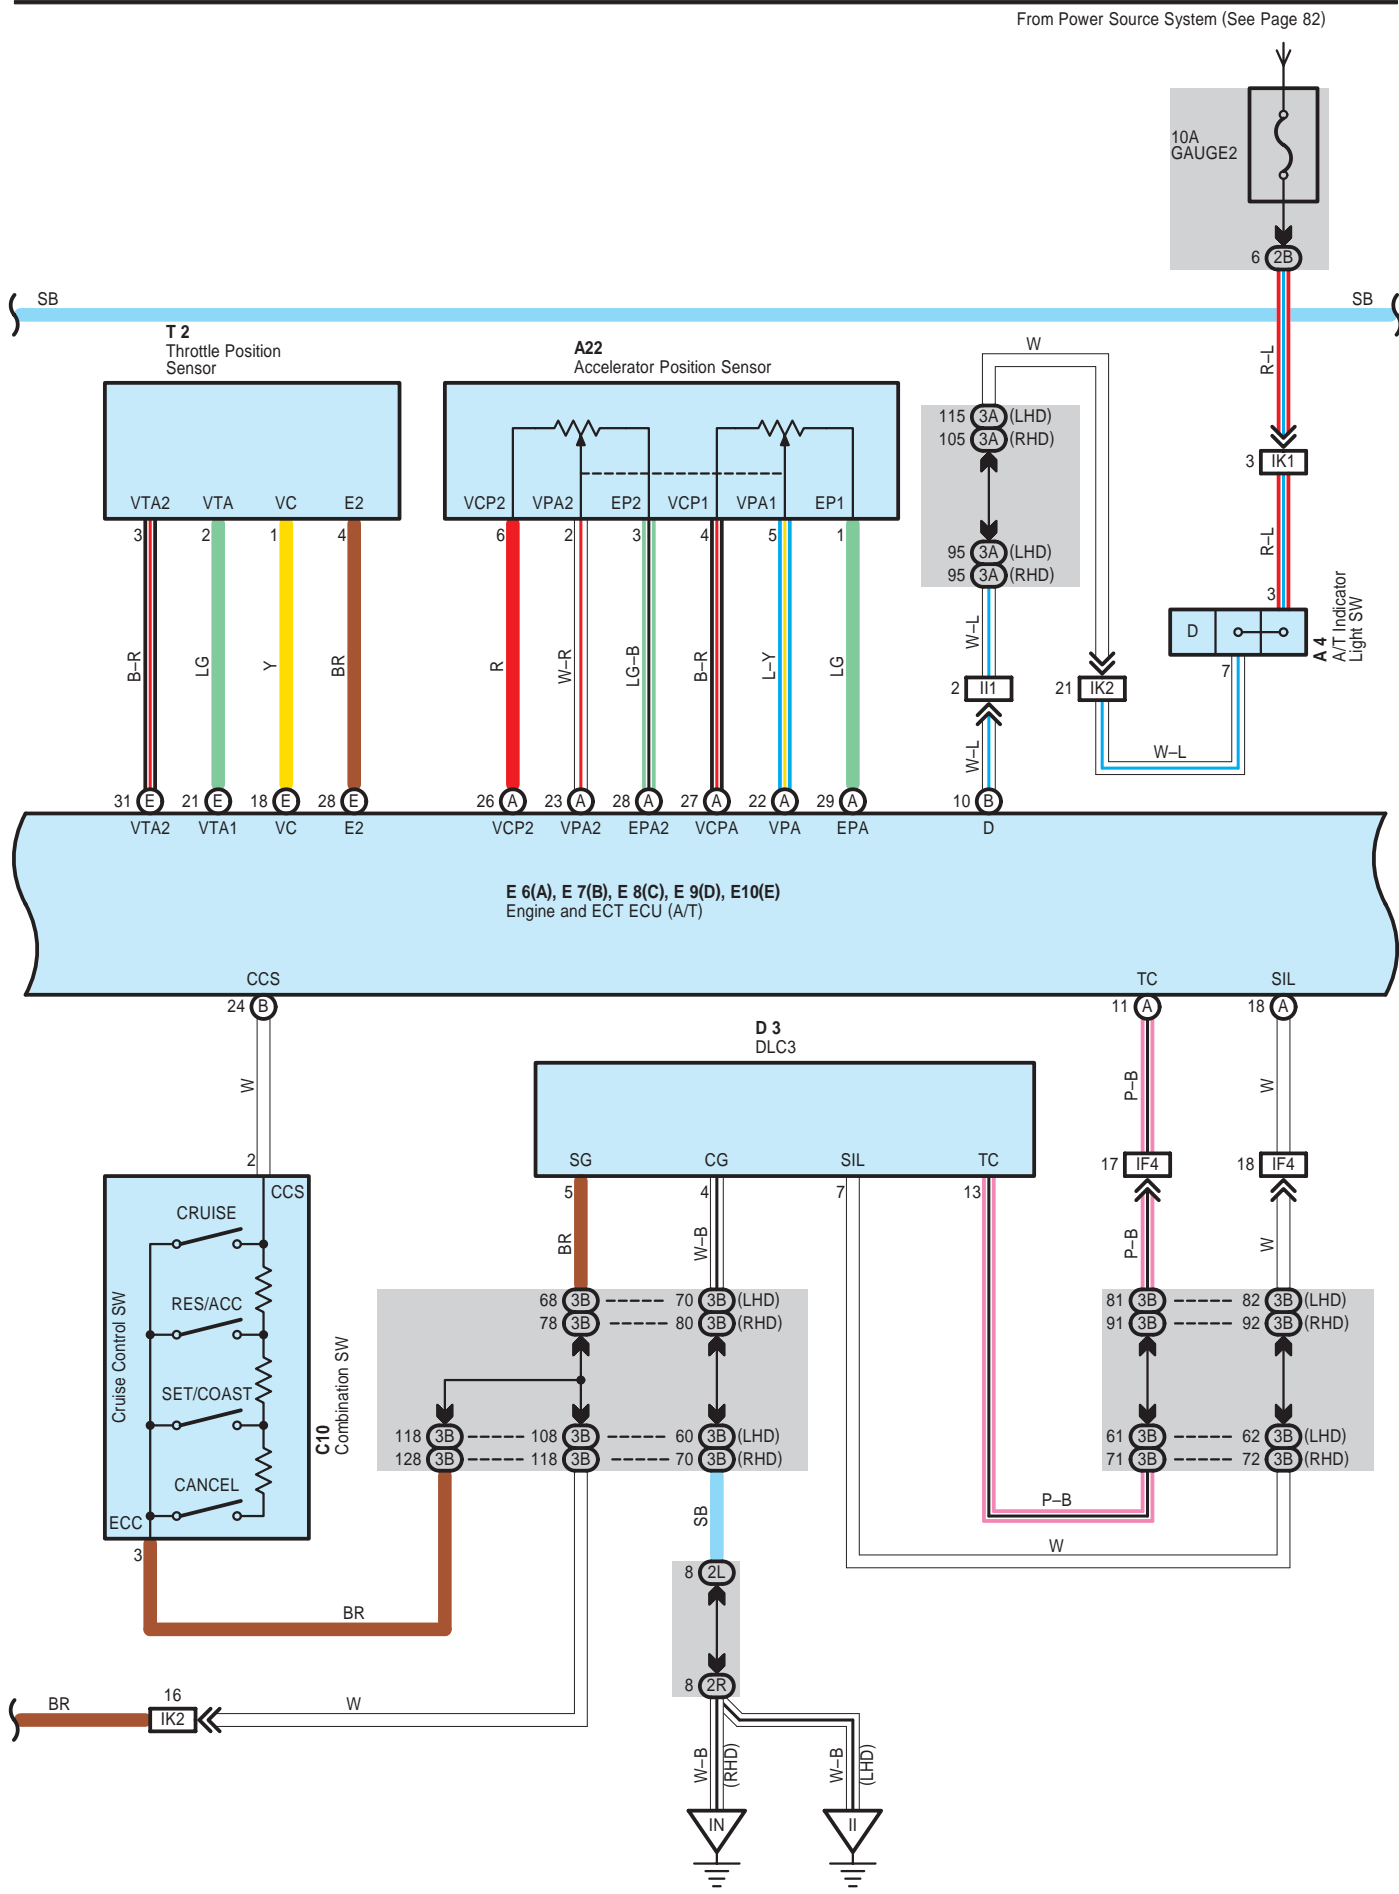 From Power Source System (See Page 82)
10A
GAUGE2
6 2B
SB
SB
T 2
Throttle Position
Sensor
A22
Accelerator Position Sensor
W
R–L
115 3A (LHD)
105 3A (RHD)
3 IK1
VTA2 VTA VC E2
VCP2 VPA2 EP2 VCP1 VPA1 EP1
3 2 1 4
6 2 3 4 5 1
95 3A (LHD)
95 3A (RHD)
R–L
3
D
A 4
A/T Indicator
Light SW
7
B–R LG Y BR
R W–R LG–B B–R L–Y LG
W–L
2 II1
21 IK2
W–L
W–L
31 E 21 E 18 E 28 E
26 A 23 A 28 A 27 A 22 A 29 A
10 B
VTA2 VTA1 VC E2
VCP2 VPA2 EPA2 VCPA VPA EPA
D
E 6(A), E 7(B), E 8(C), E 9(D), E10(E)
Engine and ECT ECU (A/T)
CCS
TC SIL
24 B
11 A 18 A
D 3
DLC3
W
P–B W
SG CG SIL TC
2
17 IF4 18 IF4
CCS
5 4 7 13
CRUISE
BR W–B
P–B W
RES/ACC
68 3B 70 3B (LHD)
78 3B 80 3B (RHD)
81 3B 82 3B (LHD)
91 3B 92 3B (RHD)
Cruise Control SW
SET/COAST
C10
Combination SW
118 3B 108 3B 60 3B (LHD)
128 3B 118 3B 70 3B (RHD)
61 3B 62 3B (LHD)
71 3B 72 3B (RHD)
CANCEL
ECC
P–B
SB
W
3
8 2L
BR
8 2R
BR
16
IK2
W
W–B
(RHD)
W–B
(LHD)
IN
II